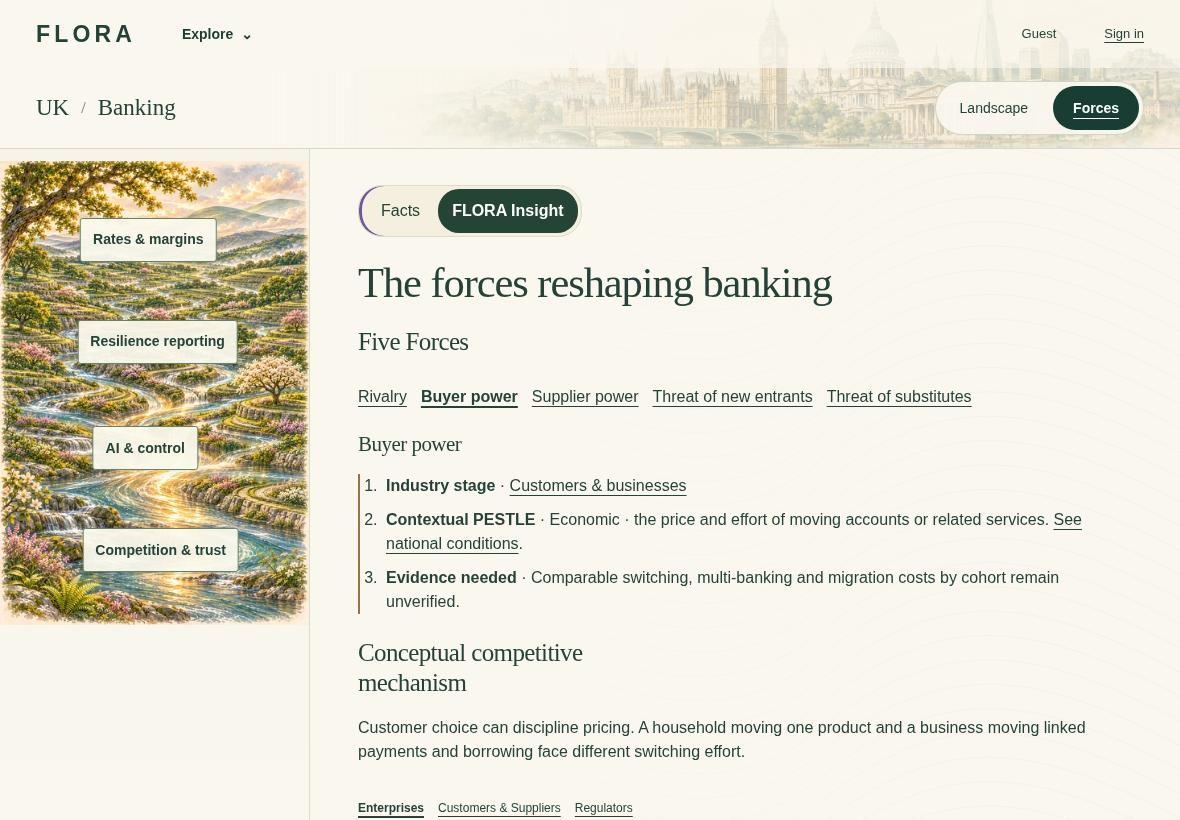 FLORA
Explore
Guest
Sign in
UK / Banking
Landscape
Forces
Rates & margins
Resilience reporting
AI & control
Competition & trust
Facts
FLORA Insight
The forces reshaping banking
Five Forces
Rivalry Buyer power Supplier power Threat of new entrants Threat of substitutes
Buyer power
1. Industry stage · Customers & businesses
2. Contextual PESTLE · Economic · the price and effort of moving accounts or related services. See
national conditions.
3. Evidence needed · Comparable switching, multi-banking and migration costs by cohort remain
unverified.
Conceptual competitive
mechanism
Customer choice can discipline pricing. A household moving one product and a business moving linked
payments and borrowing face different switching effort.
Enterprises Customers & Suppliers Regulators